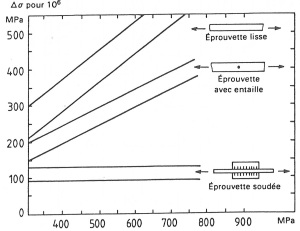 Δσ pour 10⁶
MPa
500
400
300
200
100
0
400
500
600
700
800
900
MPa
Éprouvette lisse
Éprouvette
avec entaille
Éprouvette soudée